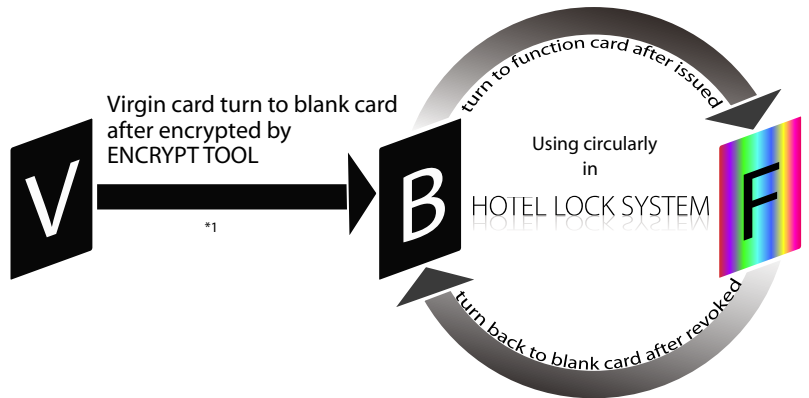 turn to function card after issued
Virgin card turn to blank card
after encrypted by
ENCRYPT TOOL
V
*1
B
Using circularly
in
HOTEL LOCK SYSTEM
F
turn back to blank card after revoked